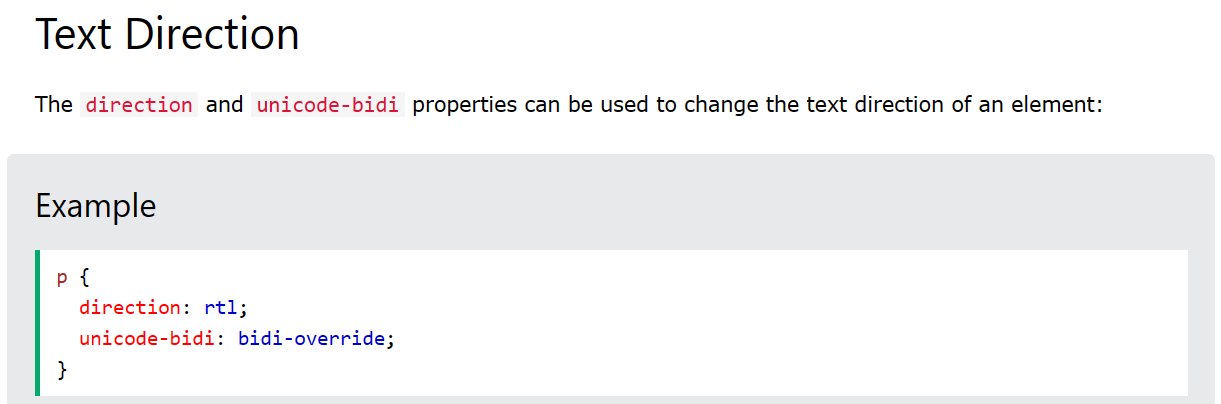 Text Direction
The direction and unicode-bidi properties can be used to change the text direction of an element:
Example
p {
  direction: rtl;
  unicode-bidi: bidi-override;
}